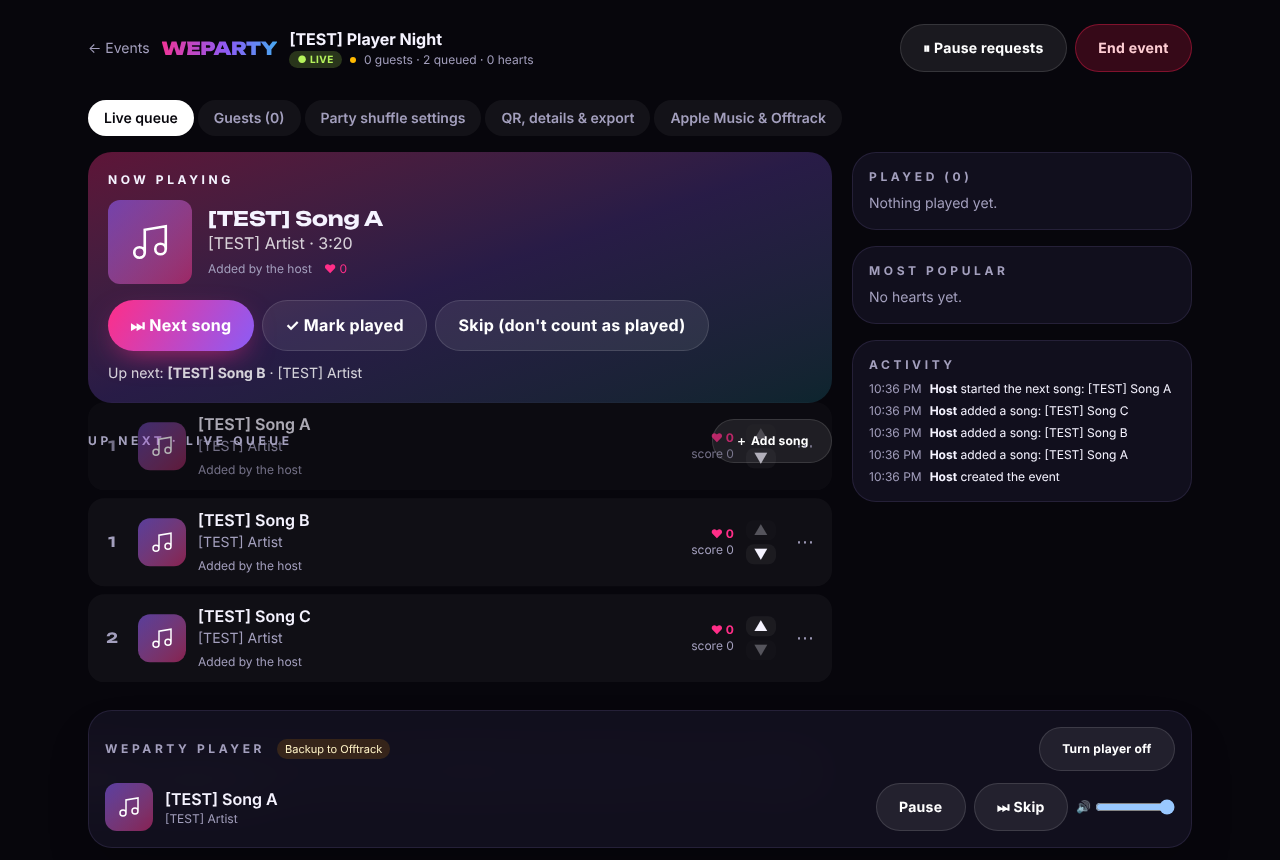 ← Events
WEPARTY
[TEST] Player Night
LIVE
0 guests · 2 queued · 0 hearts
Pause requests
End event
Live queue
Guests (0)
Party shuffle settings
QR, details & export
Apple Music & Offtrack
NOW PLAYING
[TEST] Song A
[TEST] Artist · 3:20
Added by the host ♥ 0
⏭ Next song
✓ Mark played
Skip (don't count as played)
Up next: [TEST] Song B · [TEST] Artist
UP NEXT · LIVE QUEUE
+ Add song
1
[TEST] Song A
[TEST] Artist
Added by the host
♥ 0
score 0
1
[TEST] Song B
[TEST] Artist
Added by the host
♥ 0
score 0
2
[TEST] Song C
[TEST] Artist
Added by the host
♥ 0
score 0
PLAYED (0)
Nothing played yet.
MOST POPULAR
No hearts yet.
ACTIVITY
10:36 PM Host started the next song: [TEST] Song A
10:36 PM Host added a song: [TEST] Song C
10:36 PM Host added a song: [TEST] Song B
10:36 PM Host added a song: [TEST] Song A
10:36 PM Host created the event
WEPARTY PLAYER
Backup to Offtrack
Turn player off
[TEST] Song A
[TEST] Artist
Pause
⏭ Skip